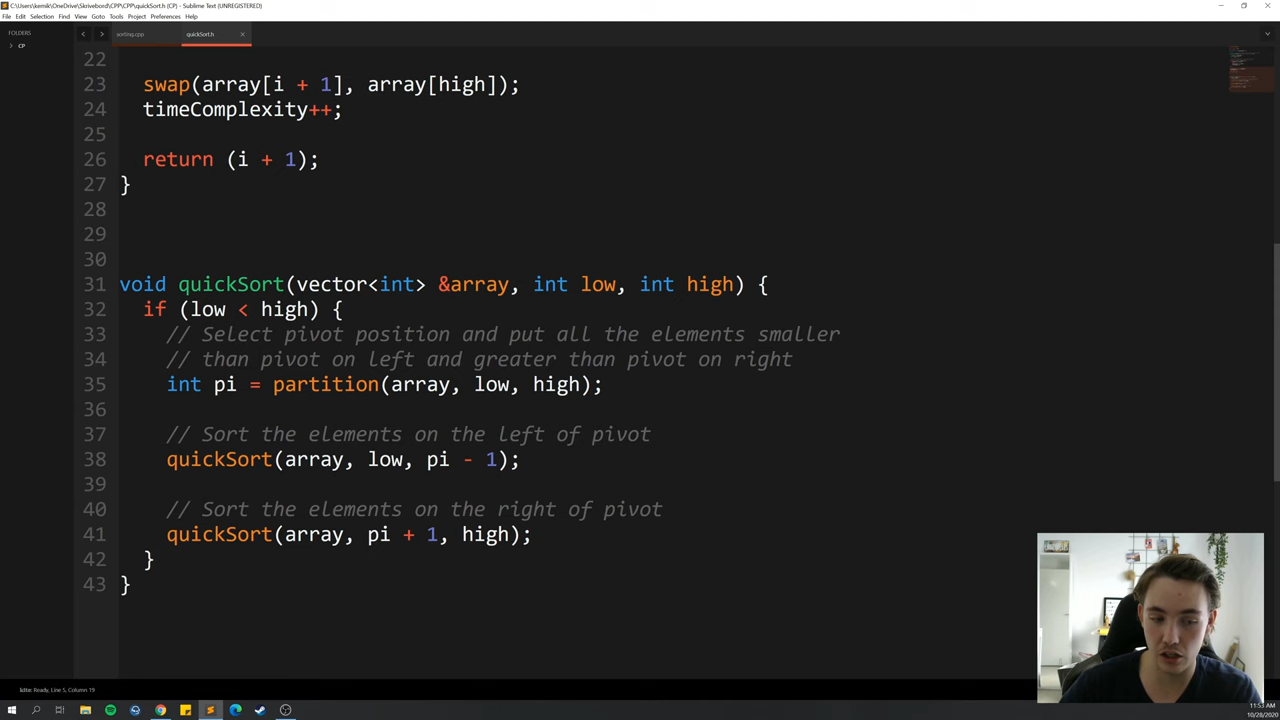 C:\Users\kemik\OneDrive\Skrivebord\CPP\CPP\quickSort.h (CP) - Sublime Text (UNREGISTERED)
File Edit Selection Find View Goto Tools Project Preferences Help
FOLDERS
CP
sorting.cpp
quickSort.h
22
23 swap(array[i + 1], array[high]);
24 timeComplexity++;
25
26 return (i + 1);
27 }
28
29
30
31 void quickSort(vector<int> &array, int low, int high) {
32 if (low < high) {
33 // Select pivot position and put all the elements smaller
34 // than pivot on left and greater than pivot on right
35 int pi = partition(array, low, high);
36
37 // Sort the elements on the left of pivot
38 quickSort(array, low, pi - 1);
39
40 // Sort the elements on the right of pivot
41 quickSort(array, pi + 1, high);
42 }
43 }
Ready, Line 5, Column 19
11:53 AM
10/28/2020